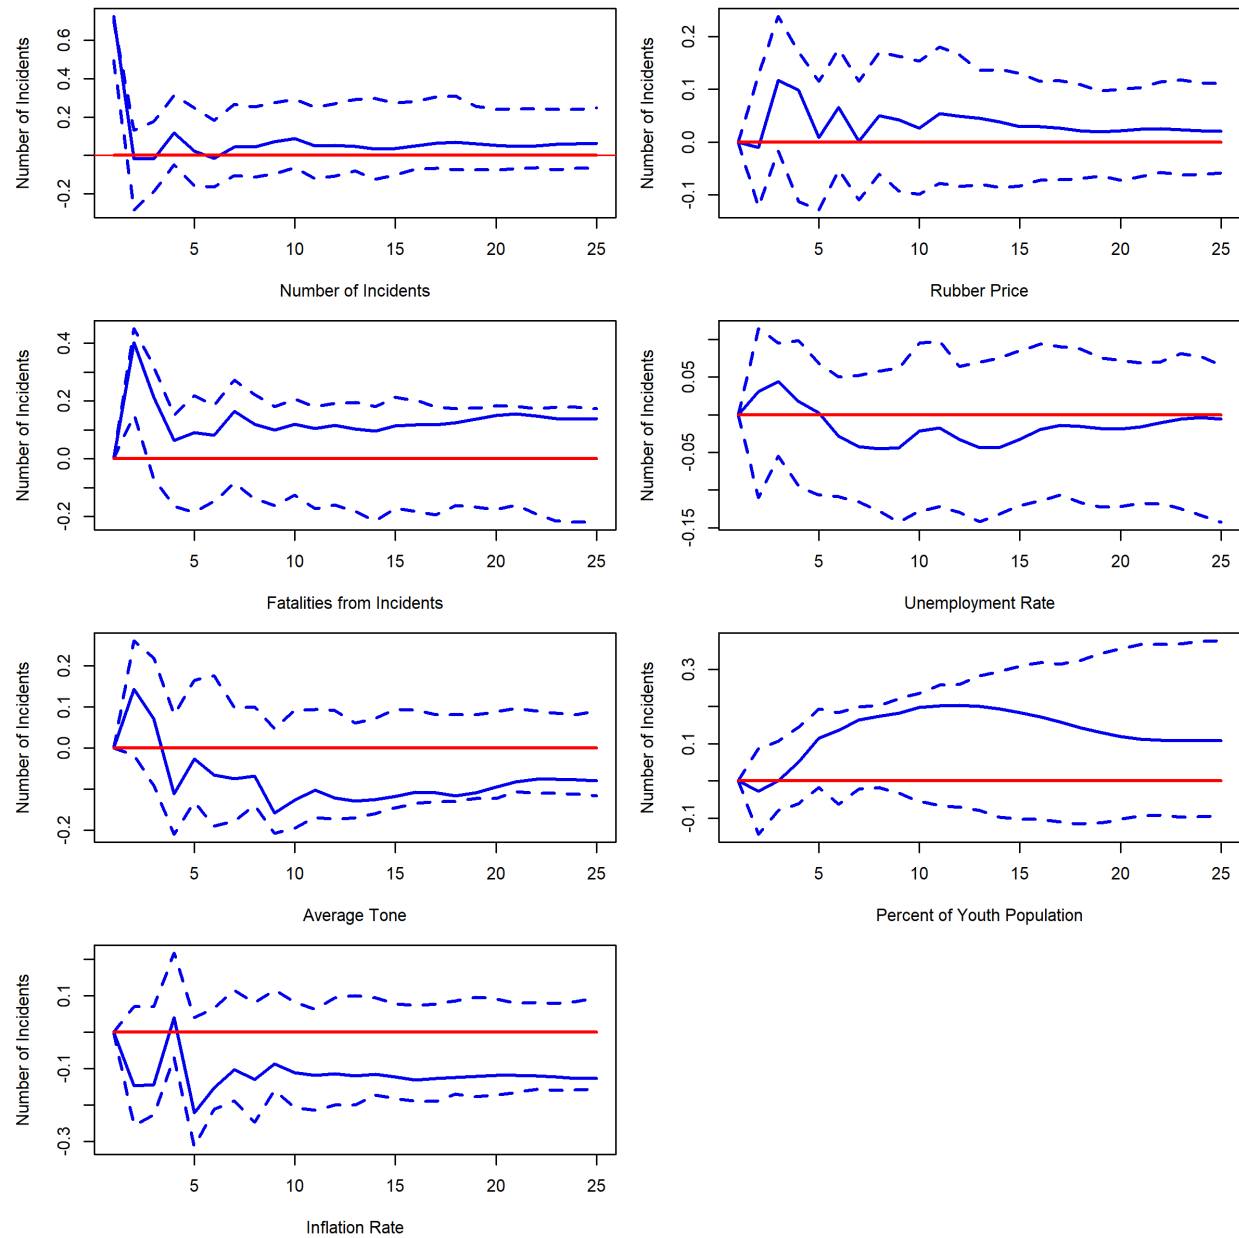 Number of Incidents
0.6
0.4
0.2
-0.2
5 10 15 20 25
Number of Incidents
Number of Incidents
0.2
0.1
0.0
-0.1
5 10 15 20 25
Rubber Price
Number of Incidents
0.4
0.2
0.0
-0.2
5 10 15 20 25
Fatalities from Incidents
Number of Incidents
0.05
-0.05
-0.15
5 10 15 20 25
Unemployment Rate
Number of Incidents
0.2
0.1
0.0
-0.2
5 10 15 20 25
Average Tone
Number of Incidents
0.3
0.1
-0.1
5 10 15 20 25
Percent of Youth Population
Number of Incidents
0.1
-0.1
-0.3
5 10 15 20 25
Inflation Rate